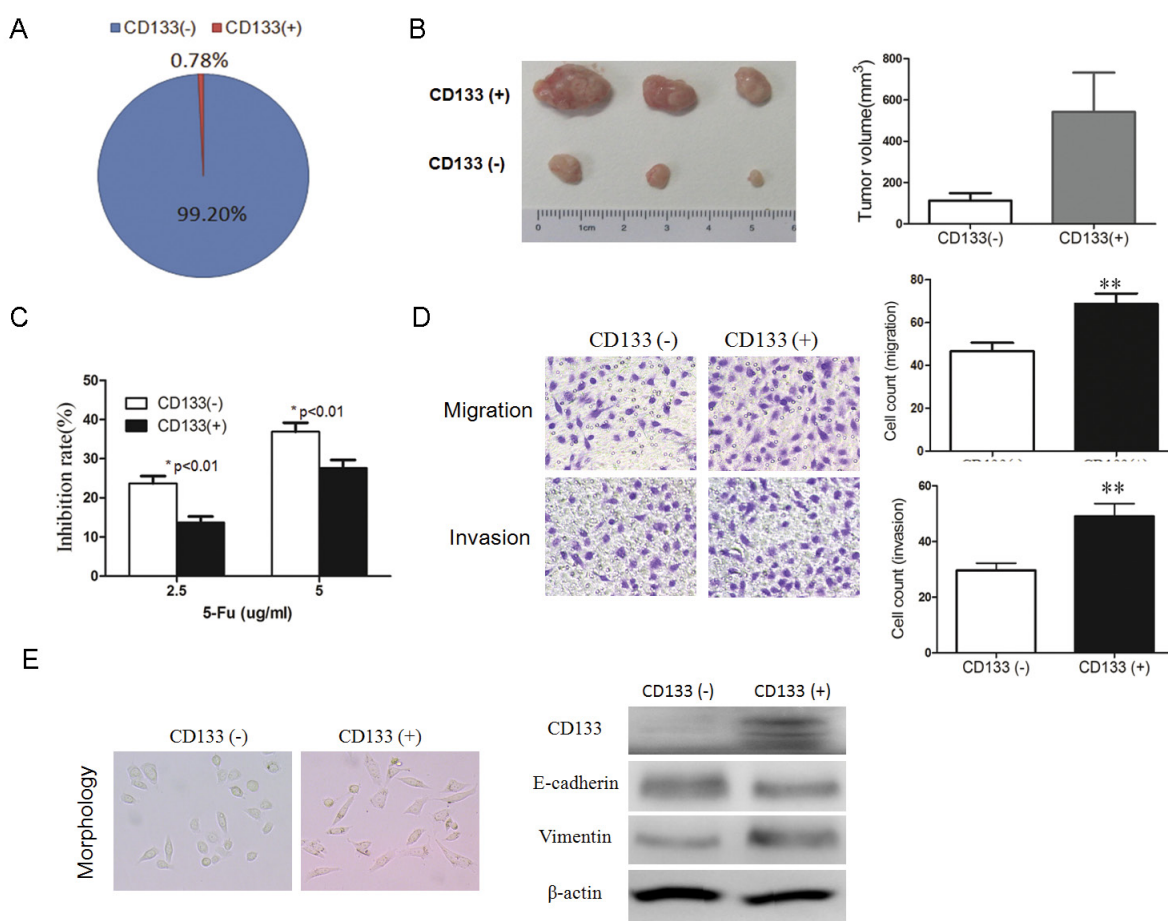 A
CD133(-) CD133(+)
0.78%
99.20%
B
CD133 (+)
CD133 (-)
0 1cm 2 3 4 5 6
Tumor volume(mm³)
800
600
400
200
0
CD133(-) CD133(+)
C
Inhibition rate(%)
50
40
30
20
10
0
CD133(-)
CD133(+)
* p<0.01
* p<0.01
2.5 5
5-Fu (ug/ml)
D
CD133 (-) CD133 (+)
Migration
Invasion
Cell count (migration)
80
60
40
20
0
**
CD133(-) CD133(+)
Cell count (invasion)
60
40
20
0
**
CD133 (-) CD133 (+)
E
CD133 (-) CD133 (+)
Morphology
CD133 (-) CD133 (+)
CD133
E-cadherin
Vimentin
β-actin